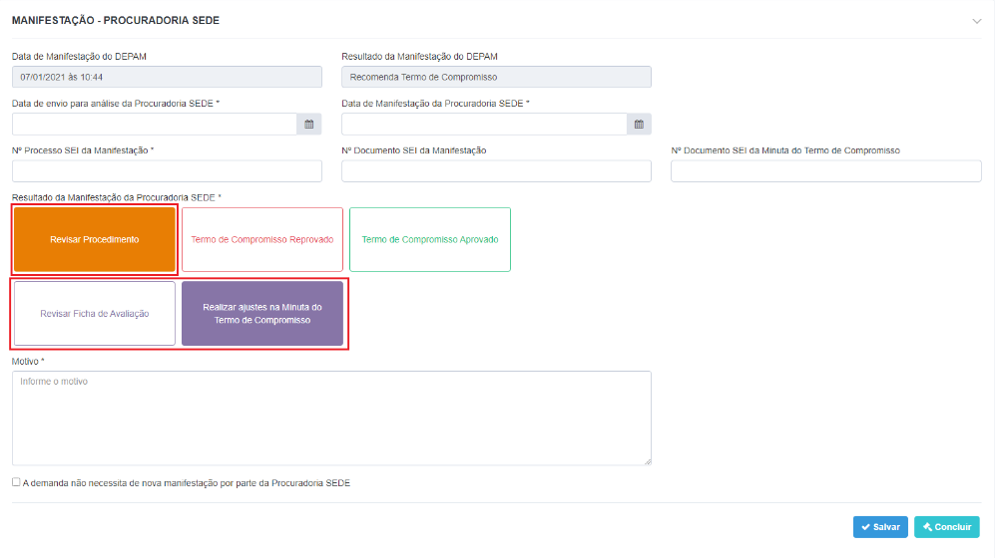 MANIFESTAÇÃO - PROCURADORIA SEDE
Data de Manifestação do DEPAM
Resultado da Manifestação do DEPAM
07/01/2021 às 10:44
Recomenda Termo de Compromisso
Data de envio para análise da Procuradoria SEDE *
Data de Manifestação da Procuradoria SEDE *
Nº Processo SEI da Manifestação *
Nº Documento SEI da Manifestação
Nº Documento SEI da Minuta do Termo de Compromisso
Resultado da Manifestação da Procuradoria SEDE *
Revisar Procedimento
Termo de Compromisso Reprovado
Termo de Compromisso Aprovado
Revisar Ficha de Avaliação
Realizar ajustes na Minuta do
Termo de Compromisso
Motivo *
Informe o motivo
A demanda não necessita de nova manifestação por parte da Procuradoria SEDE
Salvar
Concluir